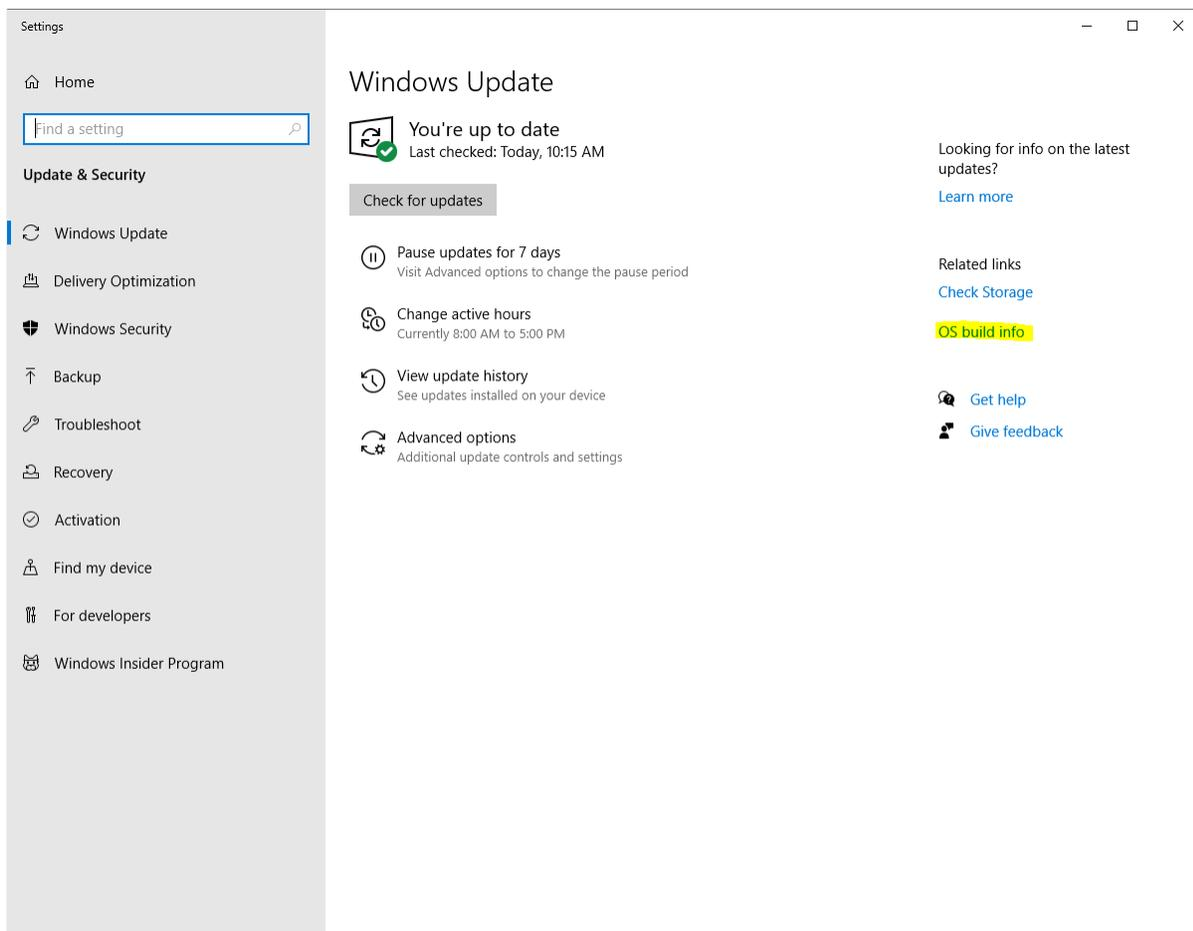 Settings
Home
Find a setting
Update & Security
Windows Update
Delivery Optimization
Windows Security
Backup
Troubleshoot
Recovery
Activation
Find my device
For developers
Windows Insider Program
Windows Update
You're up to date
Last checked: Today, 10:15 AM
Check for updates
Pause updates for 7 days
Visit Advanced options to change the pause period
Change active hours
Currently 8:00 AM to 5:00 PM
View update history
See updates installed on your device
Advanced options
Additional update controls and settings
Looking for info on the latest
updates?
Learn more
Related links
Check Storage
OS build info
Get help
Give feedback